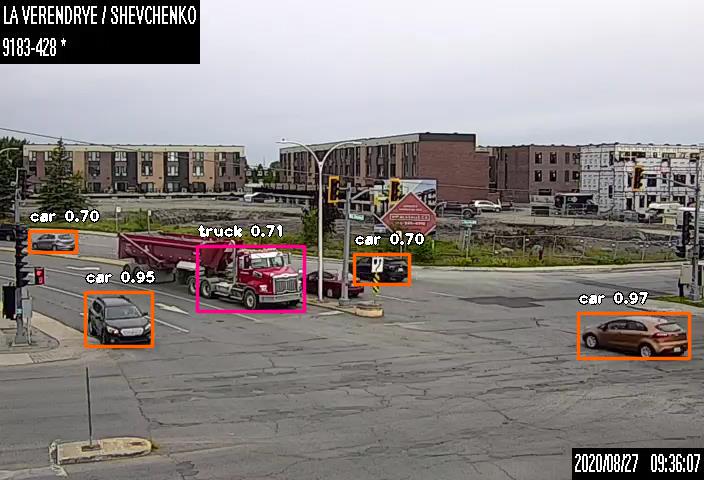 LA VERENDRYE / SHEVCHENKO
9183-428 *
car 0.70
truck 0.71
car 0.70
car 0.95
car 0.97
2020/08/27 09:36:07